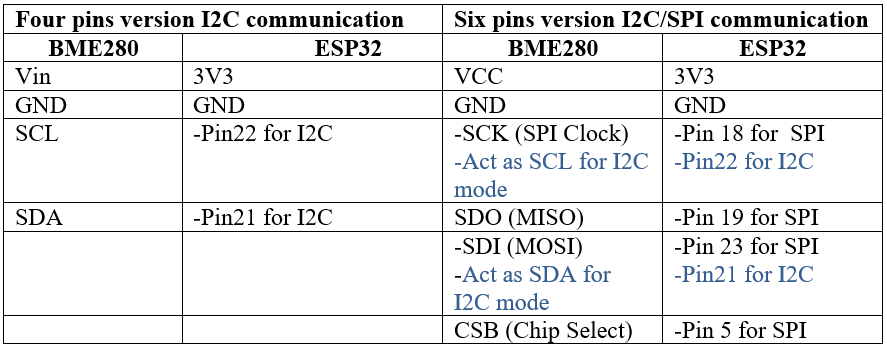 Four pins version I2C communication Six pins version I2C/SPI communication
BME280 ESP32 BME280 ESP32
Vin 3V3 VCC 3V3
GND GND GND GND
SCL -Pin22 for I2C -SCK (SPI Clock) -Pin 18 for SPI
-Act as SCL for I2C -Pin22 for I2C
mode
SDA -Pin21 for I2C SDO (MISO) -Pin 19 for SPI
-SDI (MOSI) -Pin 23 for SPI
-Act as SDA for -Pin21 for I2C
I2C mode
CSB (Chip Select) -Pin 5 for SPI